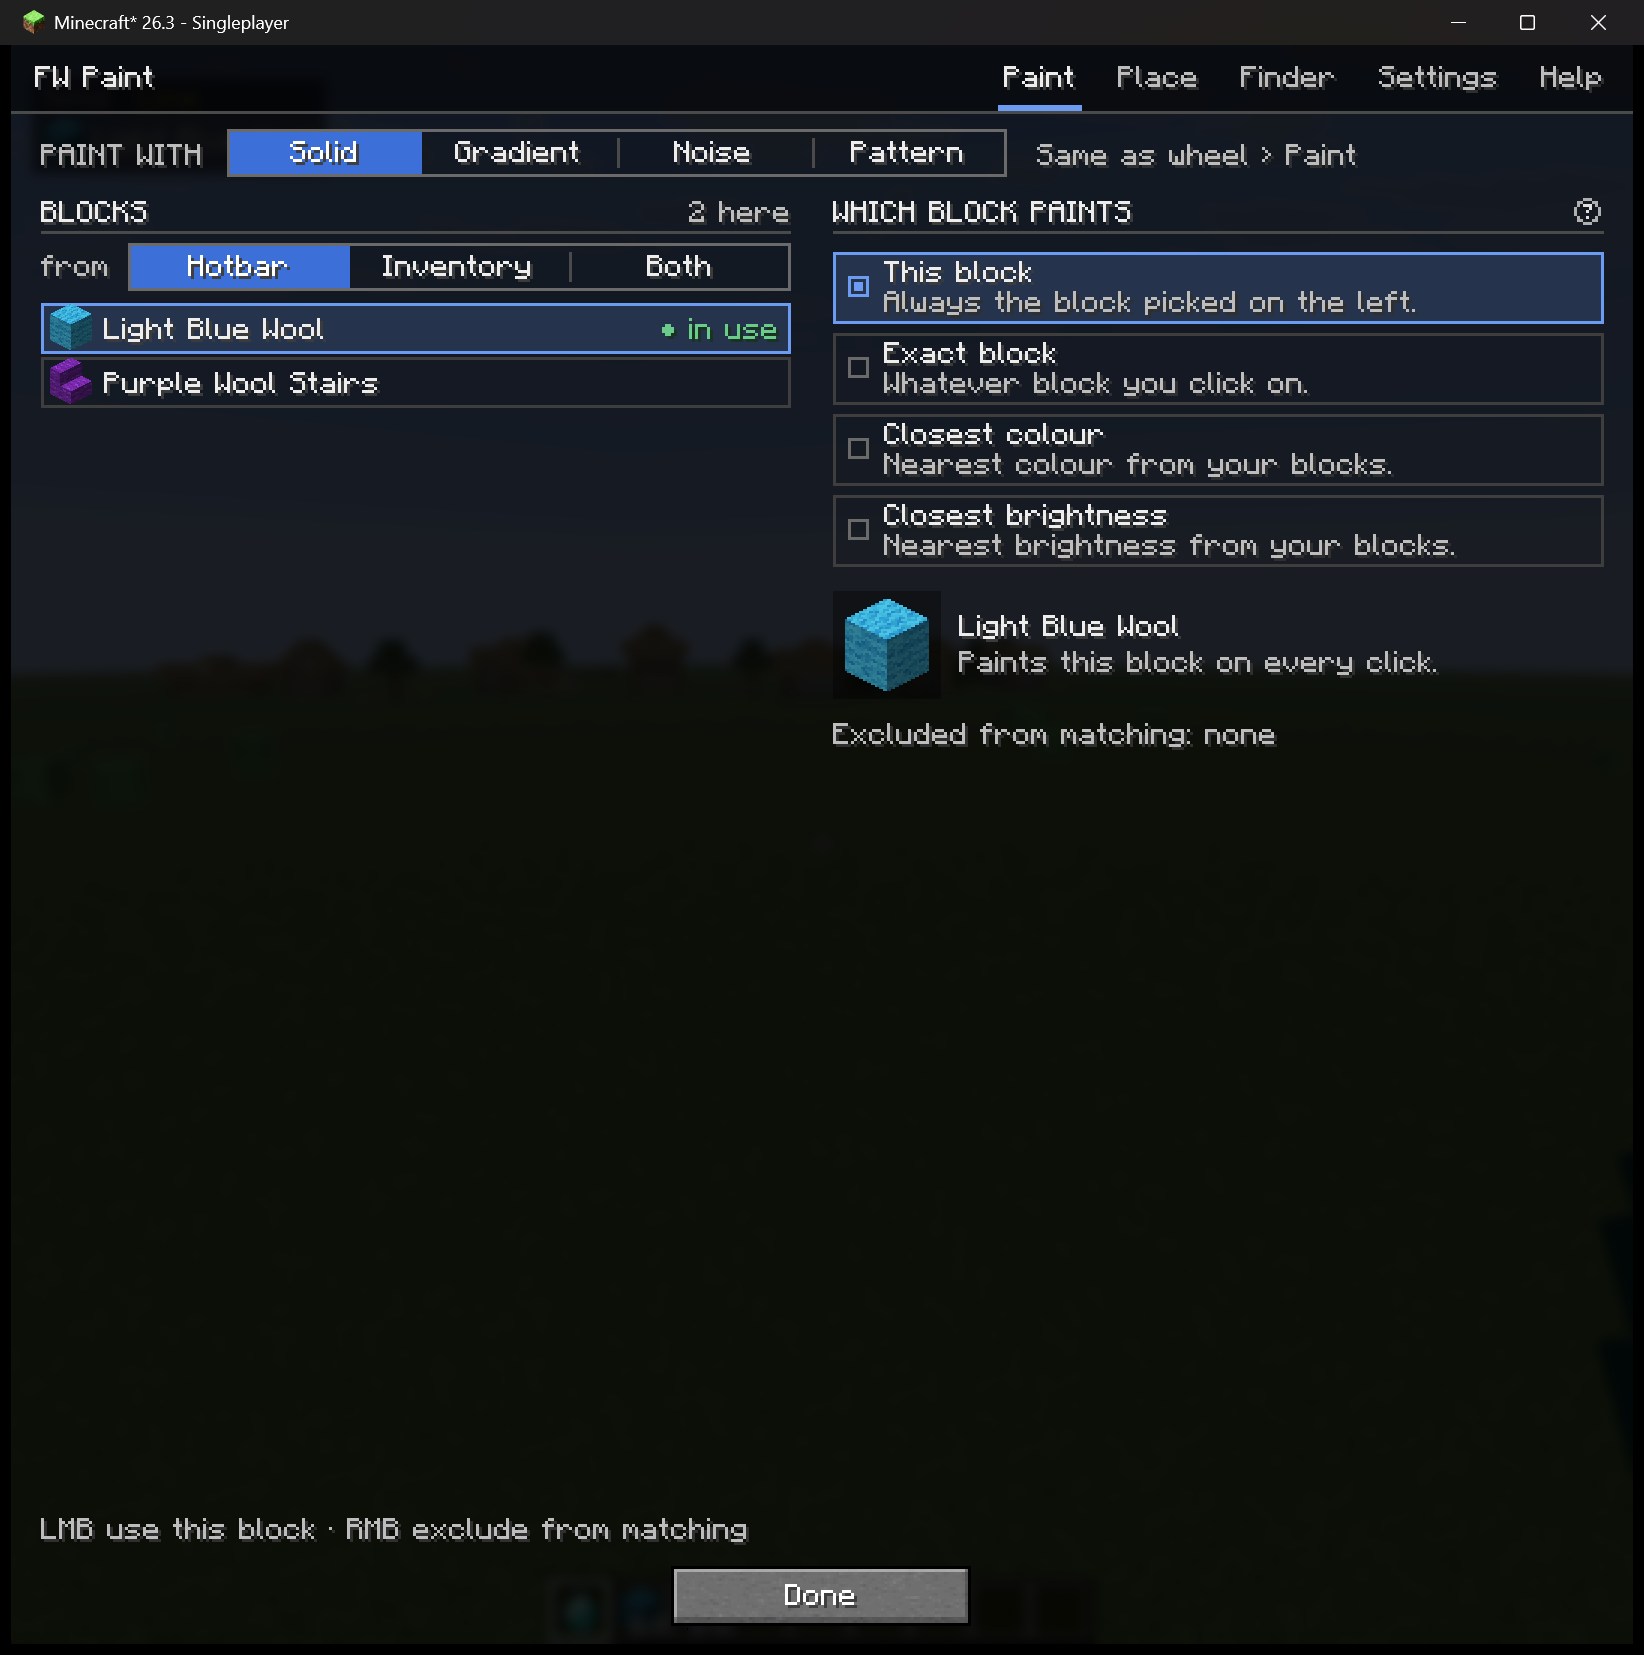 Minecraft* 26.3 - Singleplayer
FW Paint
Paint Place Finder Settings Help
PAINT WITH Solid Gradient Noise Pattern Same as wheel > Paint
BLOCKS 2 here
from Hotbar Inventory Both
Light Blue Wool • in use
Purple Wool Stairs
WHICH BLOCK PAINTS ?
This block
Always the block picked on the left.
Exact block
Whatever block you click on.
Closest colour
Nearest colour from your blocks.
Closest brightness
Nearest brightness from your blocks.
Light Blue Wool
Paints this block on every click.
Excluded from matching: none
LMB use this block · RMB exclude from matching
Done